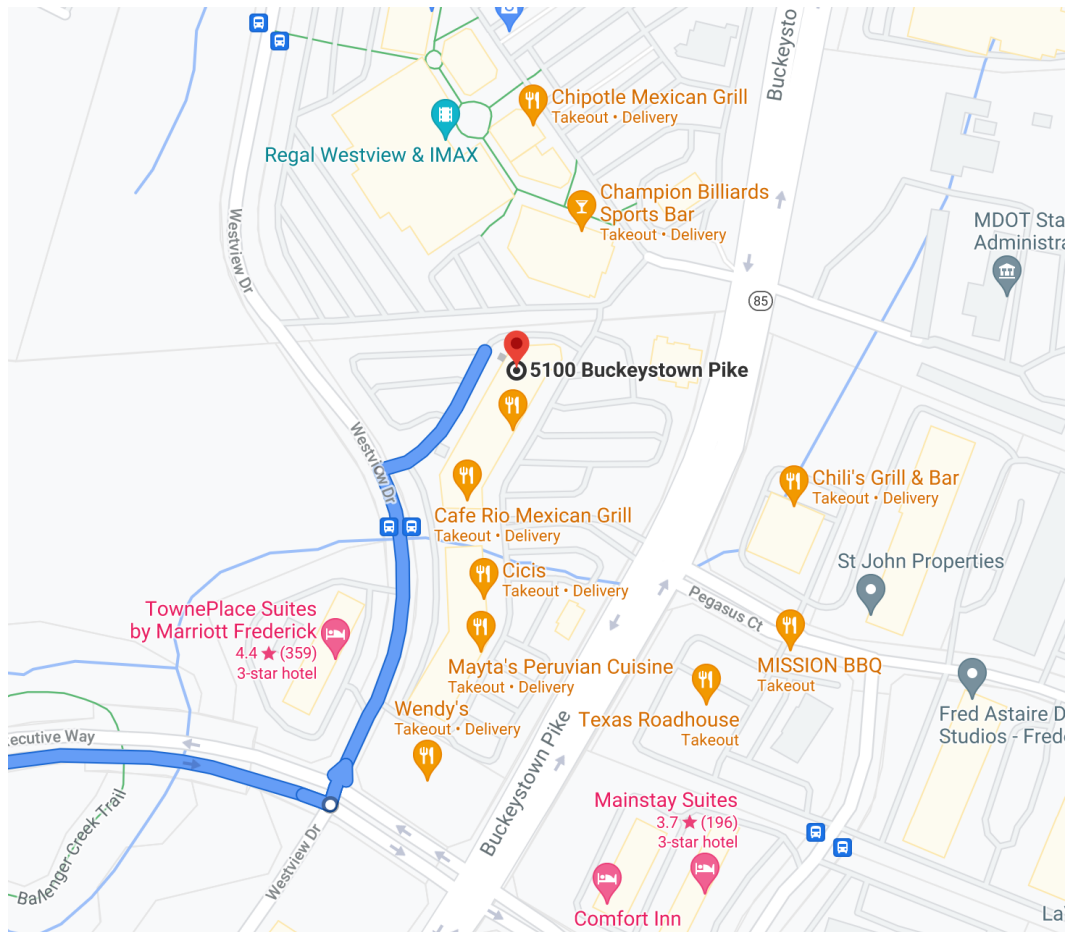 Buckeysto
Chipotle Mexican Grill
Takeout • Delivery
Regal Westview & IMAX
Champion Billiards
Sports Bar
Takeout • Delivery
MDOT Sta
Administra
Westview Dr
85
5100 Buckeystown Pike
Westview Dr
Chili's Grill & Bar
Takeout • Delivery
Cafe Rio Mexican Grill
Takeout • Delivery
St John Properties
Cicis
Takeout • Delivery
Pegasus Ct
TownePlace Suites
by Marriott Frederick
4.4 ★ (359)
3-star hotel
Mayta's Peruvian Cuisine
Takeout • Delivery
MISSION BBQ
Takeout
Wendy's
Takeout • Delivery
Texas Roadhouse
Takeout
Fred Astaire D
Studios - Frede
ecutive Way
Buckeystown Pike
Mainstay Suites
3.7 ★ (196)
3-star hotel
Ballenger-Creek-Trail
Westview Dr
Comfort Inn
La